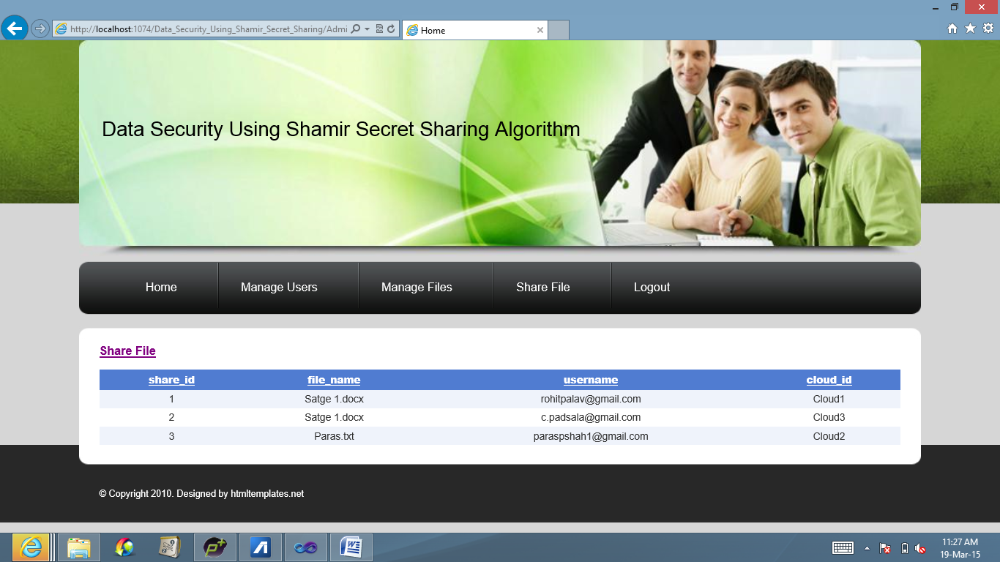 http://localhost:1074/Data_Security_Using_Shamir_Secret_Sharing/Admi
Home
Data Security Using Shamir Secret Sharing Algorithm
Home Manage Users Manage Files Share File Logout
Share File
share_id file_name username cloud_id
1 Satge 1.docx rohitpalav@gmail.com Cloud1
2 Satge 1.docx c.padsala@gmail.com Cloud3
3 Paras.txt paraspshah1@gmail.com Cloud2
© Copyright 2010. Designed by htmltemplates.net
11:27 AM
19-Mar-15